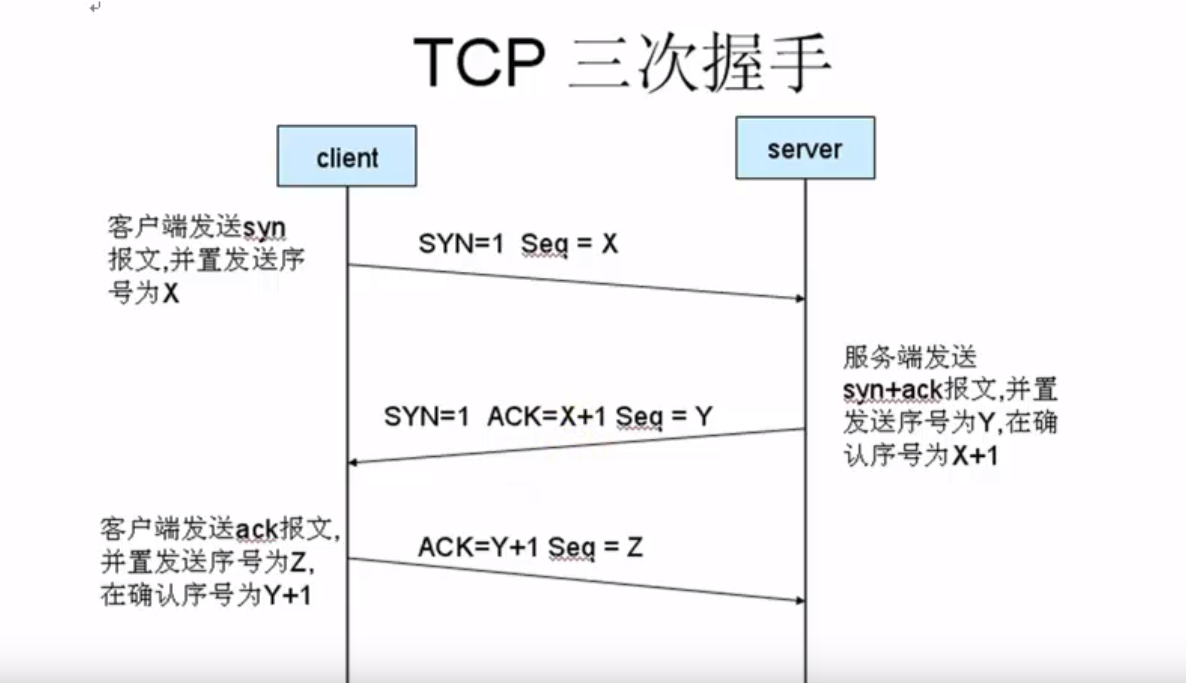 TCP 三次握手
client
server
客户端发送syn
报文,并置发送序
号为X
SYN=1 Seq = X
服务端发送
syn+ack报文,并置
发送序号为Y,在确
认序号为X+1
SYN=1 ACK=X+1 Seq = Y
客户端发送ack报文,
并置发送序号为Z,
在确认序号为Y+1
ACK=Y+1 Seq = Z